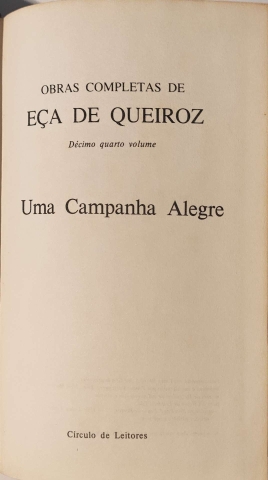 OBRAS COMPLETAS DE
EÇA DE QUEIROZ
Décimo quarto volume
Uma Campanha Alegre
Círculo de Leitores